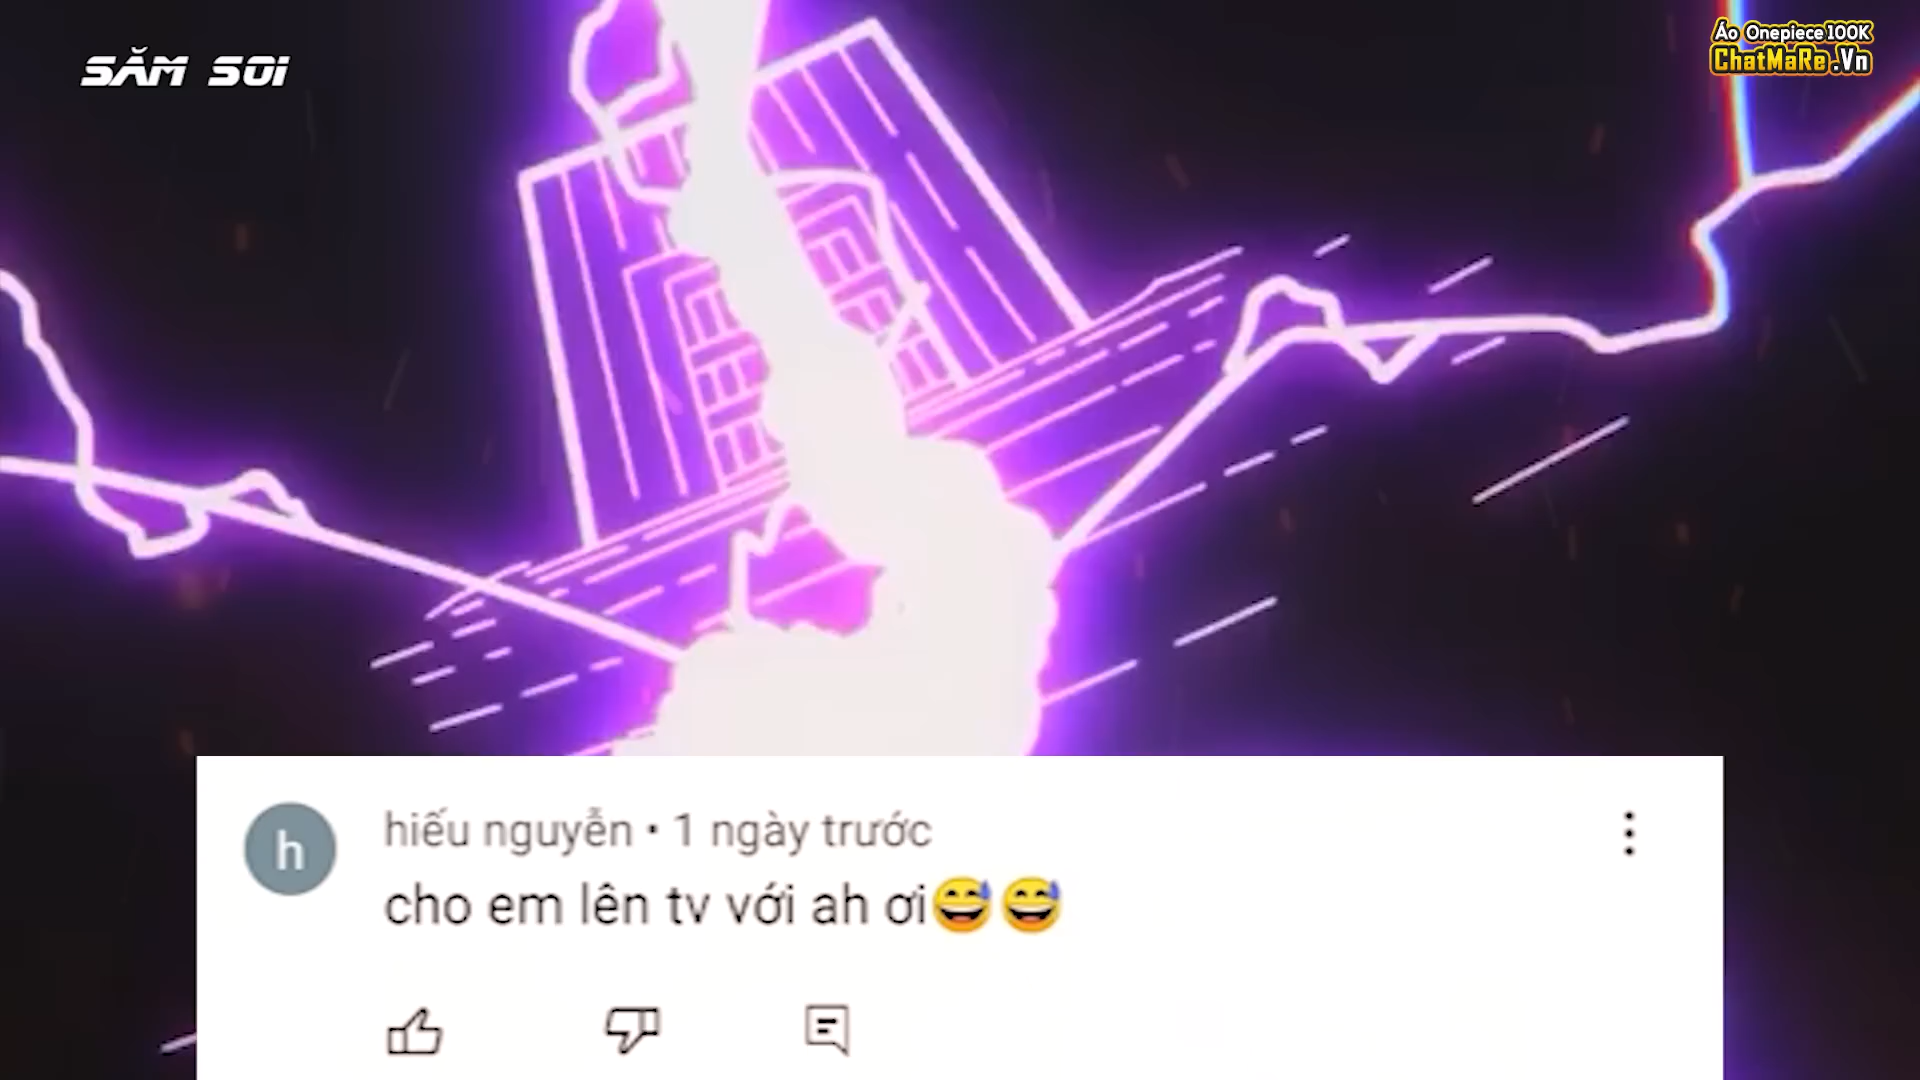 SĂM SOI
Áo Onepiece 100K
ChatMaRe.Vn
h
hiếu nguyễn • 1 ngày trước
cho em lên tv với ah ơi😅😅